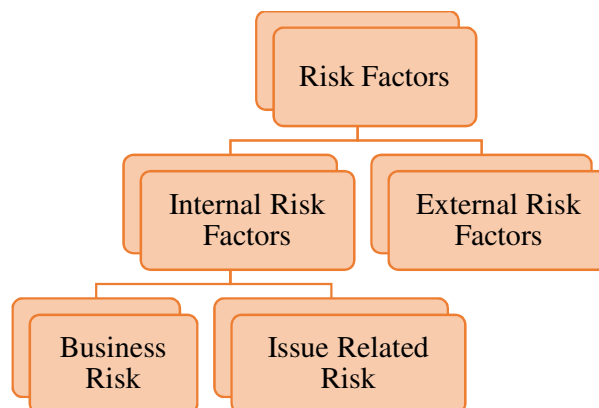 Risk Factors
Internal Risk
Factors
External Risk
Factors
Business
Risk
Issue Related
Risk